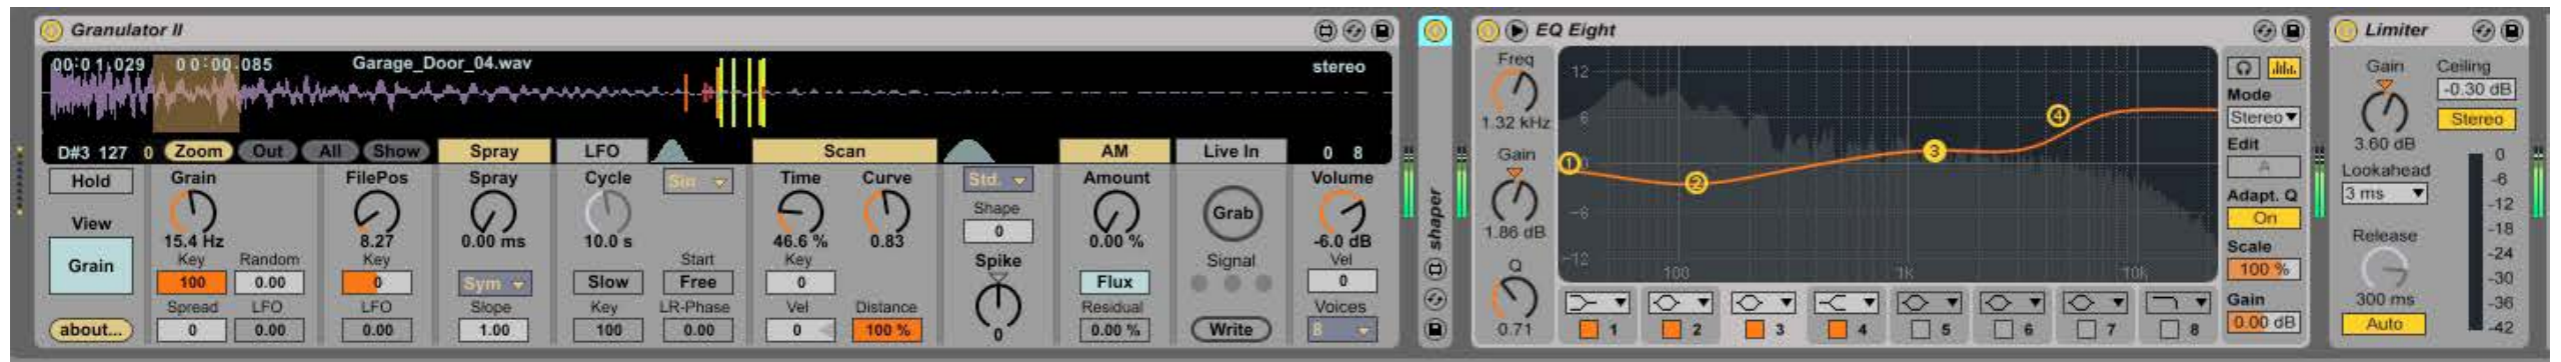 Granulator II
00:01.029 00:00.085 Garage_Door_04.wav stereo
D#3 127 0 Zoom Out All Show Spray LFO Scan AM Live In 0 8
Hold
View
Grain
about...
Grain
15.4 Hz
Key Random
100 0.00
Spread LFO
0 0.00
FilePos
8.27
Key
0
LFO
0.00
Spray
0.00 ms
Sym
Slope
1.00
Cycle Sin
10.0 s
Start
Slow Free
Key LR-Phase
100 0.00
Time Curve
46.6 % 0.83
Key
0
Vel Distance
0 100 %
Std.
Shape
0
Spike
0
Amount
0.00 %
Flux
Residual
0.00 %
Grab
Signal
Write
Volume
-6.0 dB
Vel
0
Voices
8
shaper
EQ Eight
Freq
1.32 kHz
Gain
1.86 dB
Q
0.71
12
6
0
-6
-12
100 1K 10K
1 2 3 4
1 2 3 4 5 6 7 8
Mode
Stereo
Edit
A
Adapt. Q
On
Scale
100 %
Gain
0.00 dB
Limiter
Gain Ceiling
-0.30 dB
Stereo
3.60 dB
Lookahead
3 ms
Release
300 ms
Auto
0
-6
-12
-18
-24
-30
-36
-42